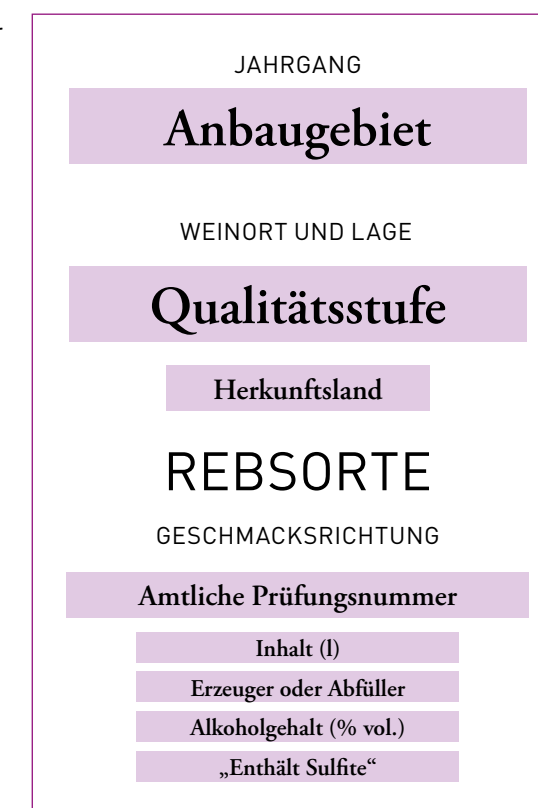 JAHRGANG
Anbaugebiet
WEINORT UND LAGE
Qualitätsstufe
Herkunftsland
REBSORTE
GESCHMACKSRICHTUNG
Amtliche Prüfungsnummer
Inhalt (l)
Erzeuger oder Abfüller
Alkoholgehalt (% vol.)
„Enthält Sulfite“